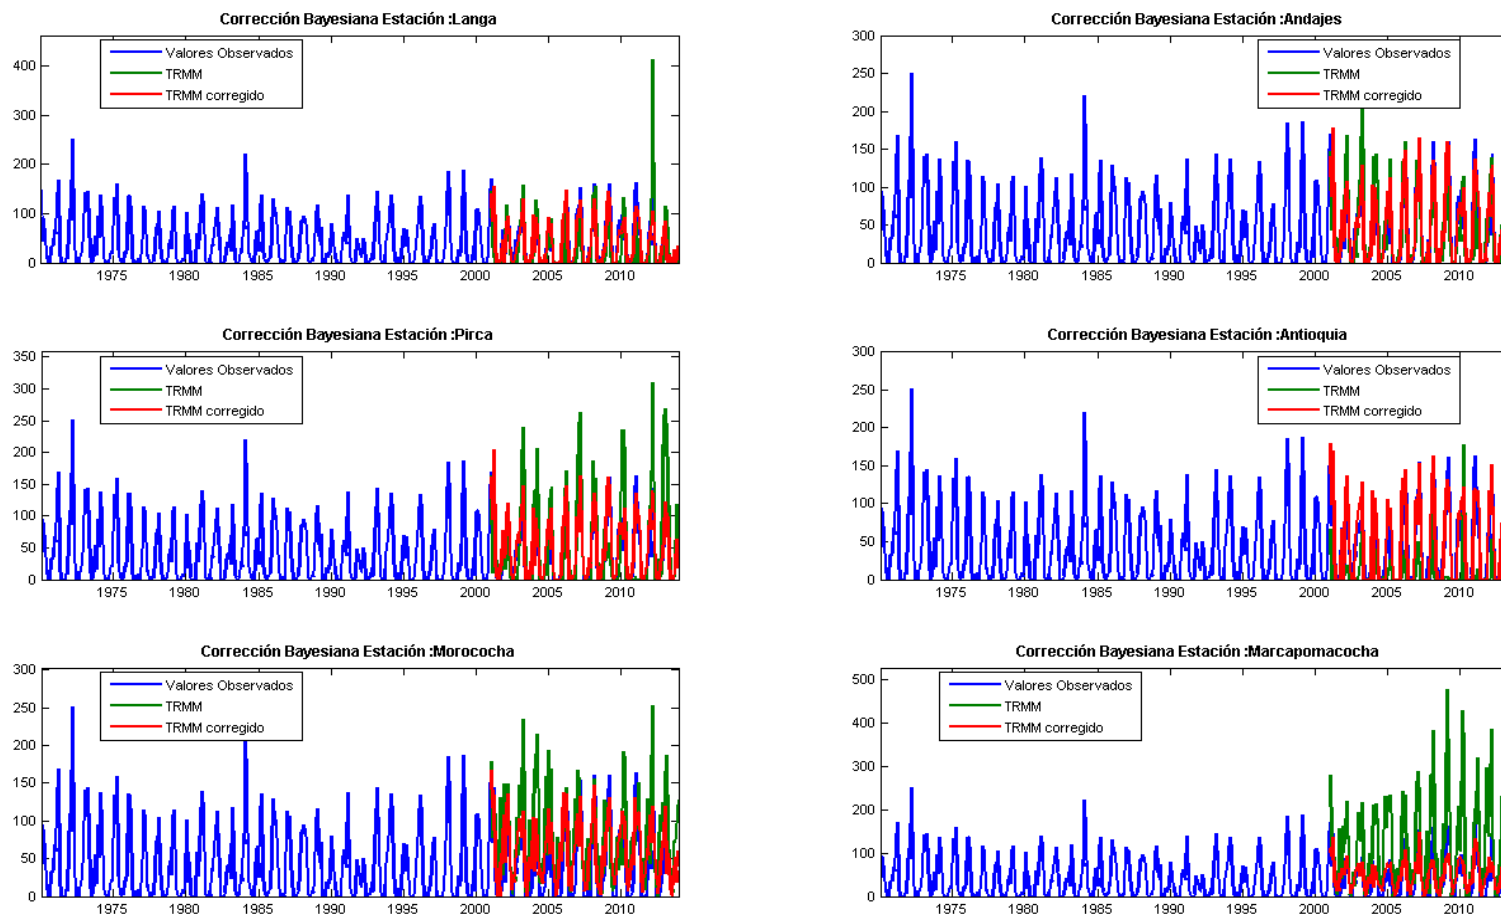 Corrección Bayesiana Estación :Langa
Valores Observados
TRMM
TRMM corregido
400
300
200
100
0
1975 1980 1985 1990 1995 2000 2005 2010
Corrección Bayesiana Estación :Andajes
Valores Observados
TRMM
TRMM corregido
300
250
200
150
100
50
0
1975 1980 1985 1990 1995 2000 2005 2010
Corrección Bayesiana Estación :Pirca
Valores Observados
TRMM
TRMM corregido
350
300
250
200
150
100
50
0
1975 1980 1985 1990 1995 2000 2005 2010
Corrección Bayesiana Estación :Antioquia
Valores Observados
TRMM
TRMM corregido
300
250
200
150
100
50
0
1975 1980 1985 1990 1995 2000 2005 2010
Corrección Bayesiana Estación :Morococha
Valores Observados
TRMM
TRMM corregido
300
250
200
150
100
50
0
1975 1980 1985 1990 1995 2000 2005 2010
Corrección Bayesiana Estación :Marcapomacocha
Valores Observados
TRMM
TRMM corregido
500
400
300
200
100
0
1975 1980 1985 1990 1995 2000 2005 2010